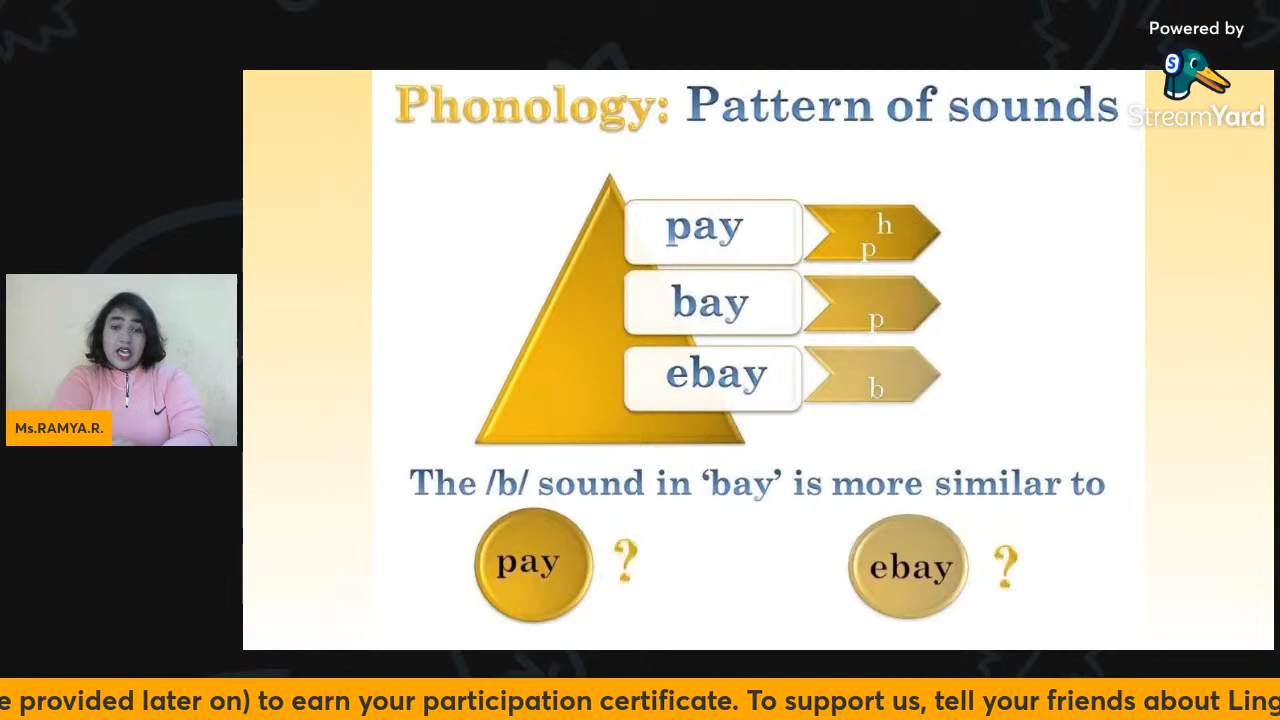 Powered by
StreamYard
Phonology: Pattern of sounds
pay
h
p
bay
p
ebay
b
The /b/ sound in ‘bay’ is more similar to
pay ?
ebay ?
Ms.RAMYA.R.
e provided later on) to earn your participation certificate. To support us, tell your friends about Ling